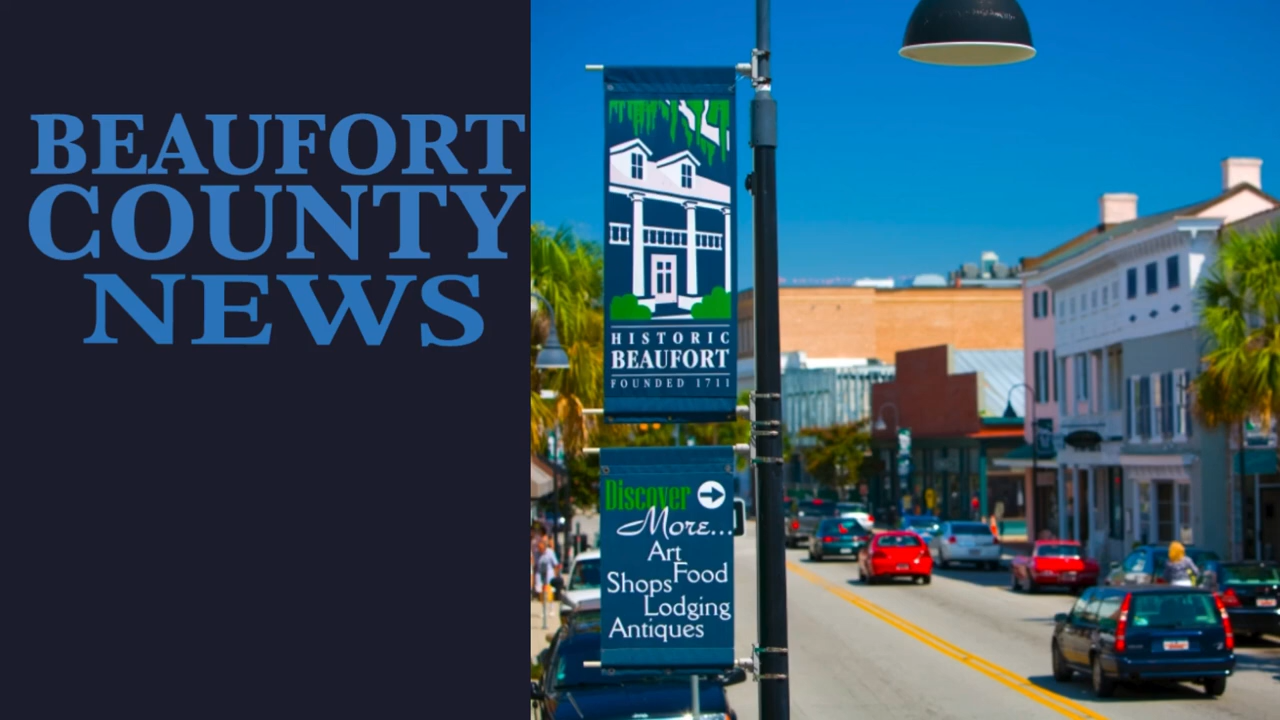 BEAUFORT
COUNTY
NEWS
HISTORIC
BEAUFORT
FOUNDED 1711
Discover
More...
Art
Food
Shops
Lodging
Antiques